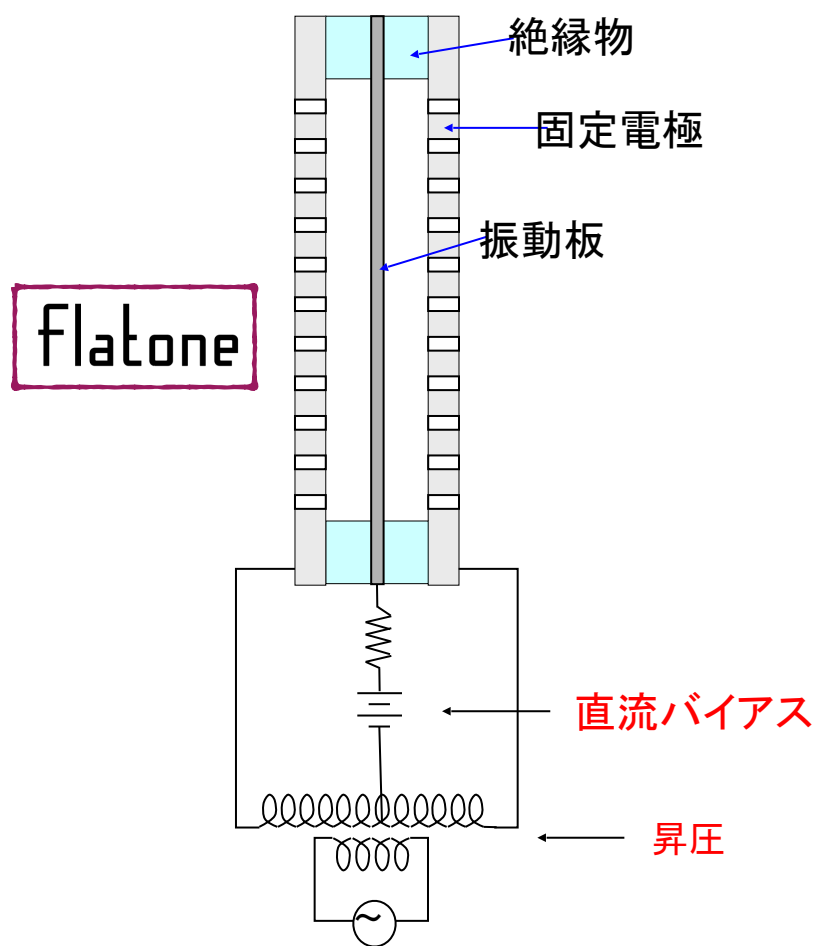 絶縁物
固定電極
振動板
flatone
直流バイアス
昇圧
~